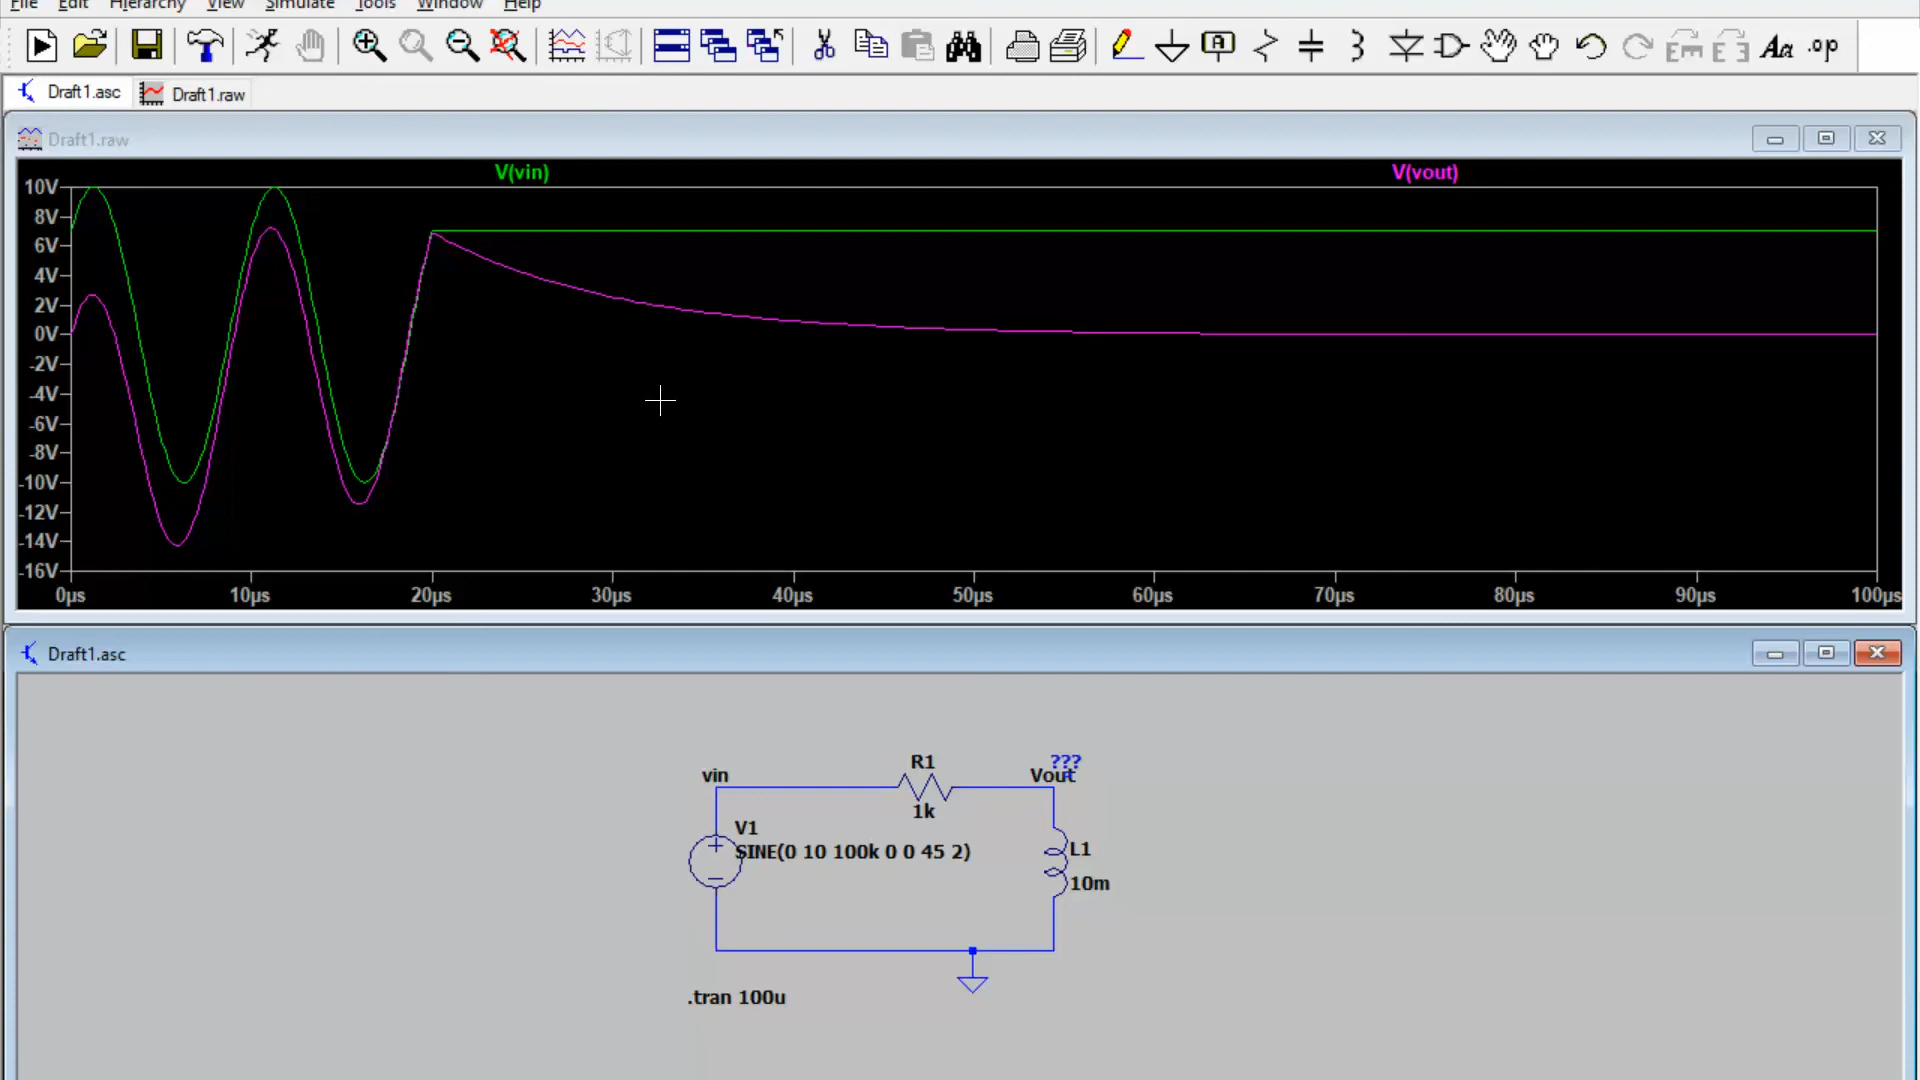 File Edit Hierarchy View Simulate Tools Window Help
A Aa .op
Draft1.asc Draft1.raw
Draft1.raw
V(vin) V(vout)
10V
8V
6V
4V
2V
0V
-2V
-4V
-6V
-8V
-10V
-12V
-14V
-16V
0µs 10µs 20µs 30µs 40µs 50µs 60µs 70µs 80µs 90µs 100µs
Draft1.asc
R1 ???
vin Vout
1k
V1
SINE(0 10 100k 0 0 45 2) L1
10m
.tran 100u